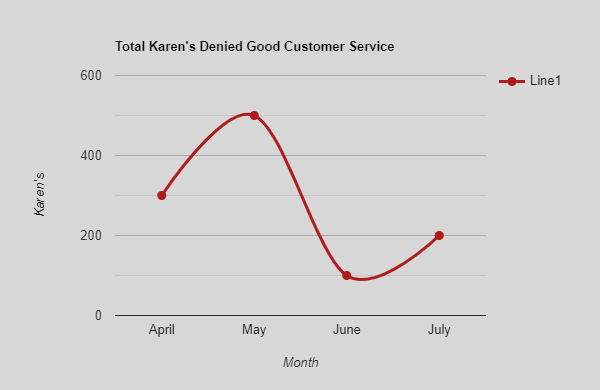 Total Karen's Denied Good Customer Service
600
Line1
400
Karen's
200
0
April May June July
Month